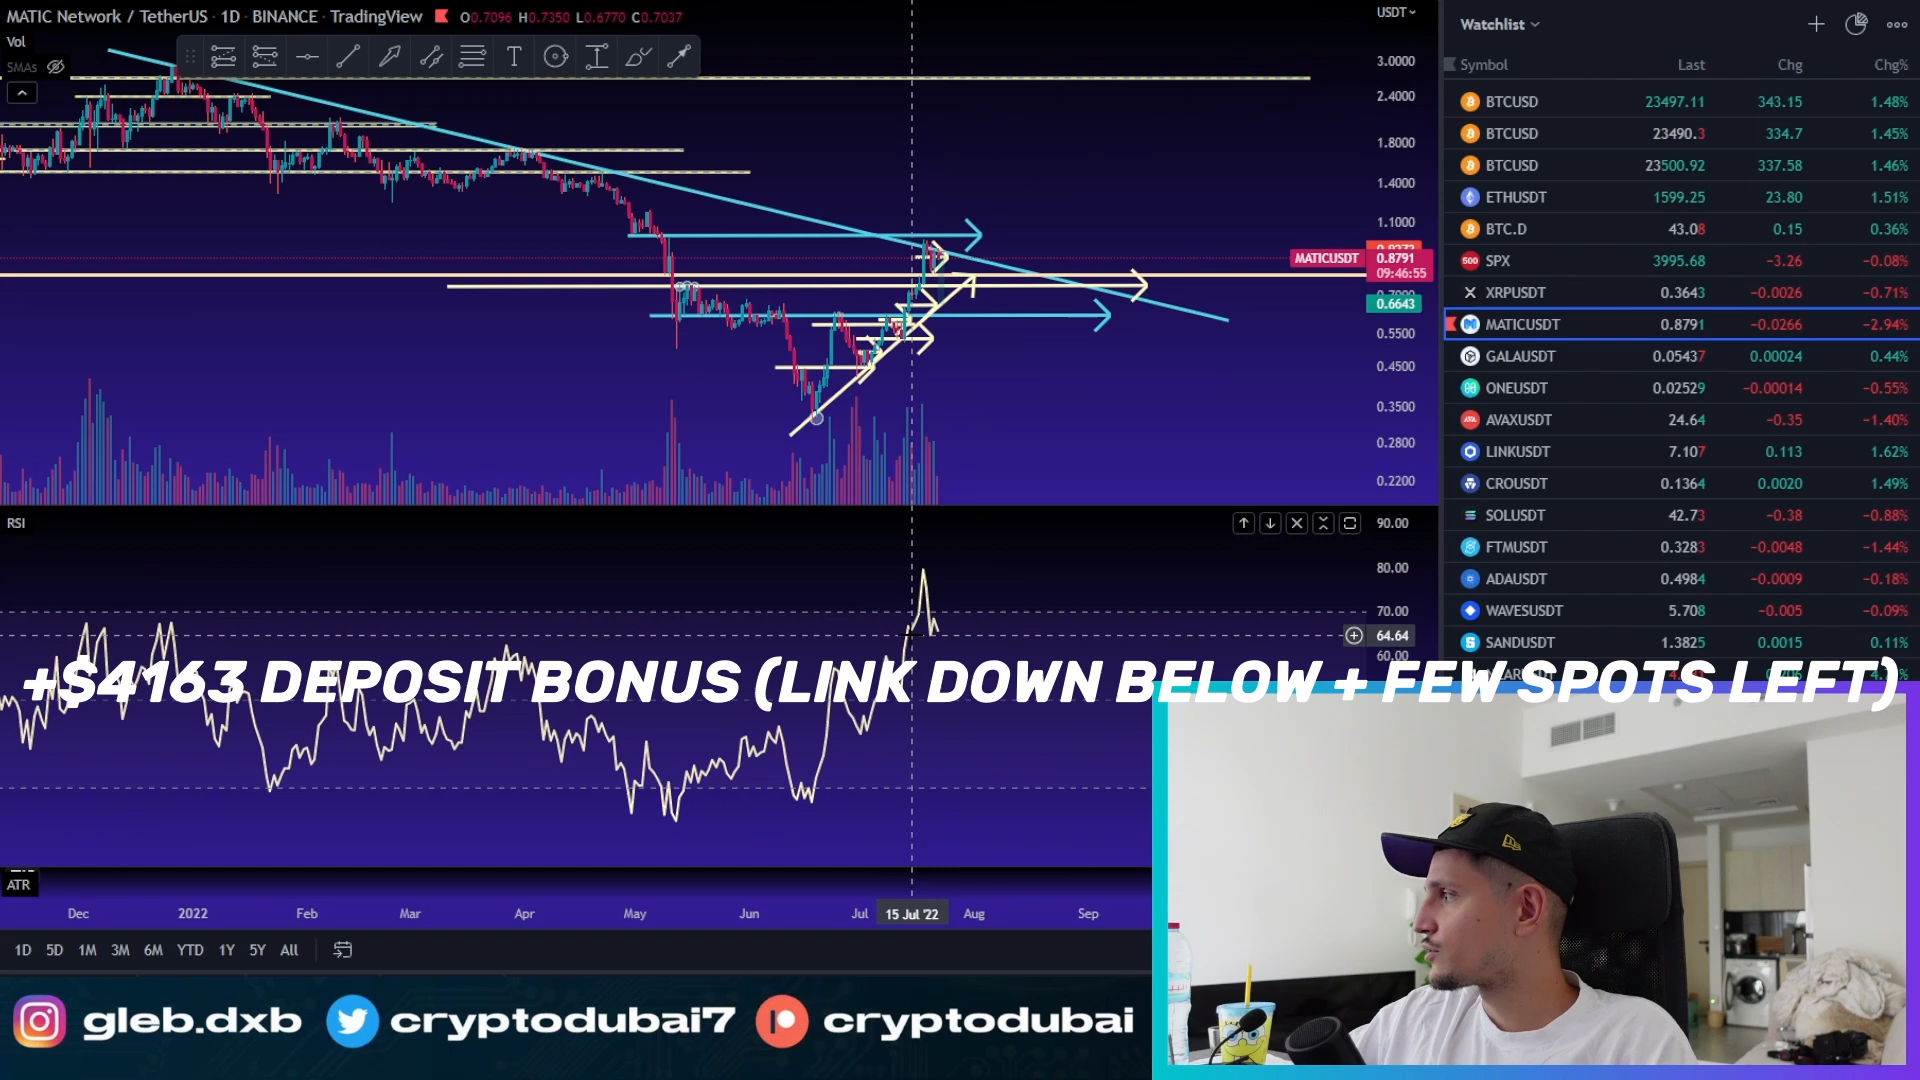 MATIC Network / TetherUS · 1D · BINANCE · TradingView O0.7096 H0.7350 L0.6770 C0.7037
Vol
SMAs
USDT
3.0000
2.4000
1.8000
1.4000
1.1000
MATICUSDT 0.8791
09:46:55
0.6643
0.5500
0.4500
0.3500
0.2800
0.2200
RSI
90.00
80.00
70.00
64.64
60.00
ATR
Dec 2022 Feb Mar Apr May Jun Jul 15 Jul '22 Aug Sep
1D 5D 1M 3M 6M YTD 1Y 5Y All
Watchlist
Symbol Last Chg Chg%
BTCUSD 23497.11 343.15 1.48%
BTCUSD 23490.3 334.7 1.45%
BTCUSD 23500.92 337.58 1.46%
ETHUSDT 1599.25 23.80 1.51%
BTC.D 43.08 0.15 0.36%
500 SPX 3995.68 −3.26 −0.08%
XRPUSDT 0.3643 −0.0026 −0.71%
MATICUSDT 0.8791 −0.0266 −2.94%
GALAUSDT 0.05437 0.00024 0.44%
ONEUSDT 0.02529 −0.00014 −0.55%
AVAXUSDT 24.64 −0.35 −1.40%
LINKUSDT 7.107 0.113 1.62%
CROUSDT 0.1364 0.0020 1.49%
SOLUSDT 42.73 −0.38 −0.88%
FTMUSDT 0.3283 −0.0048 −1.44%
ADAUSDT 0.4984 −0.0009 −0.18%
WAVESUSDT 5.708 −0.005 −0.09%
SANDUSDT 1.3825 0.0015 0.11%
+$4163 DEPOSIT BONUS (LINK DOWN BELOW + FEW SPOTS LEFT)
gleb.dxb cryptodubai7 cryptodubai